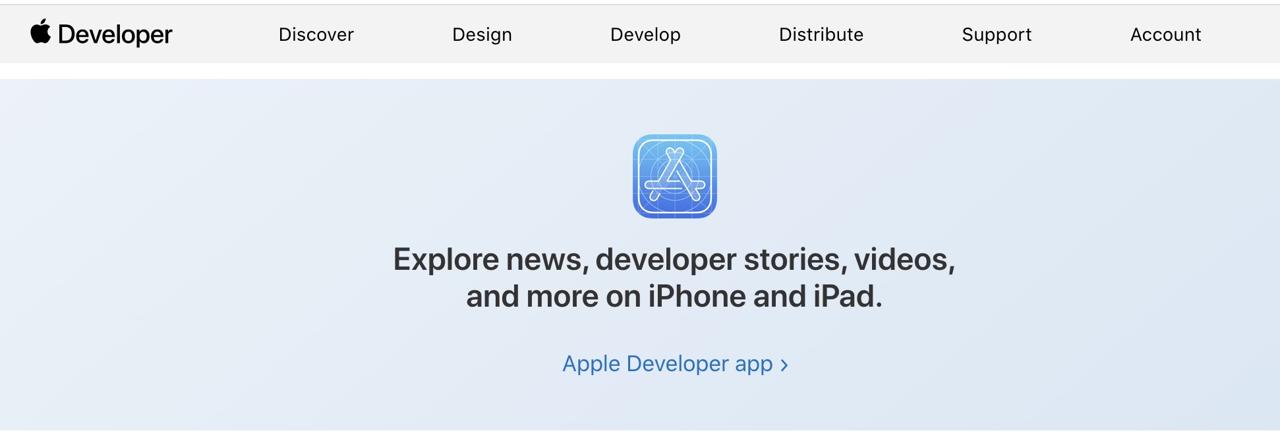 Developer
Discover
Design
Develop
Distribute
Support
Account
Explore news, developer stories, videos,
and more on iPhone and iPad.
Apple Developer app ›